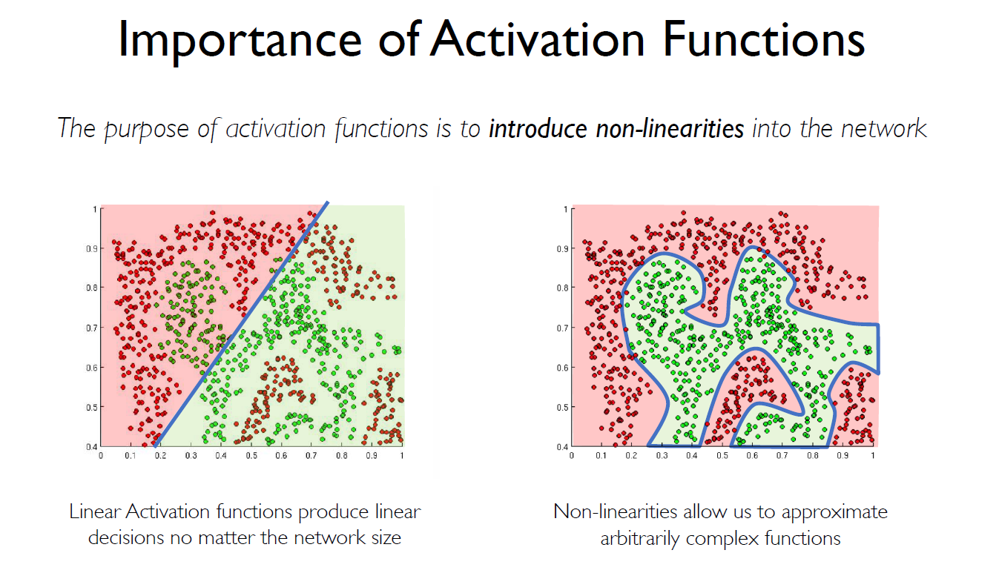 Importance of Activation Functions
The purpose of activation functions is to introduce non-linearities into the network
1
0.9
0.8
0.7
0.6
0.5
0.4
0 0.1 0.2 0.3 0.4 0.5 0.6 0.7 0.8 0.9 1
1
0.9
0.8
0.7
0.6
0.5
0.4
0 0.1 0.2 0.3 0.4 0.5 0.6 0.7 0.8 0.9 1
Linear Activation functions produce linear
decisions no matter the network size
Non-linearities allow us to approximate
arbitrarily complex functions